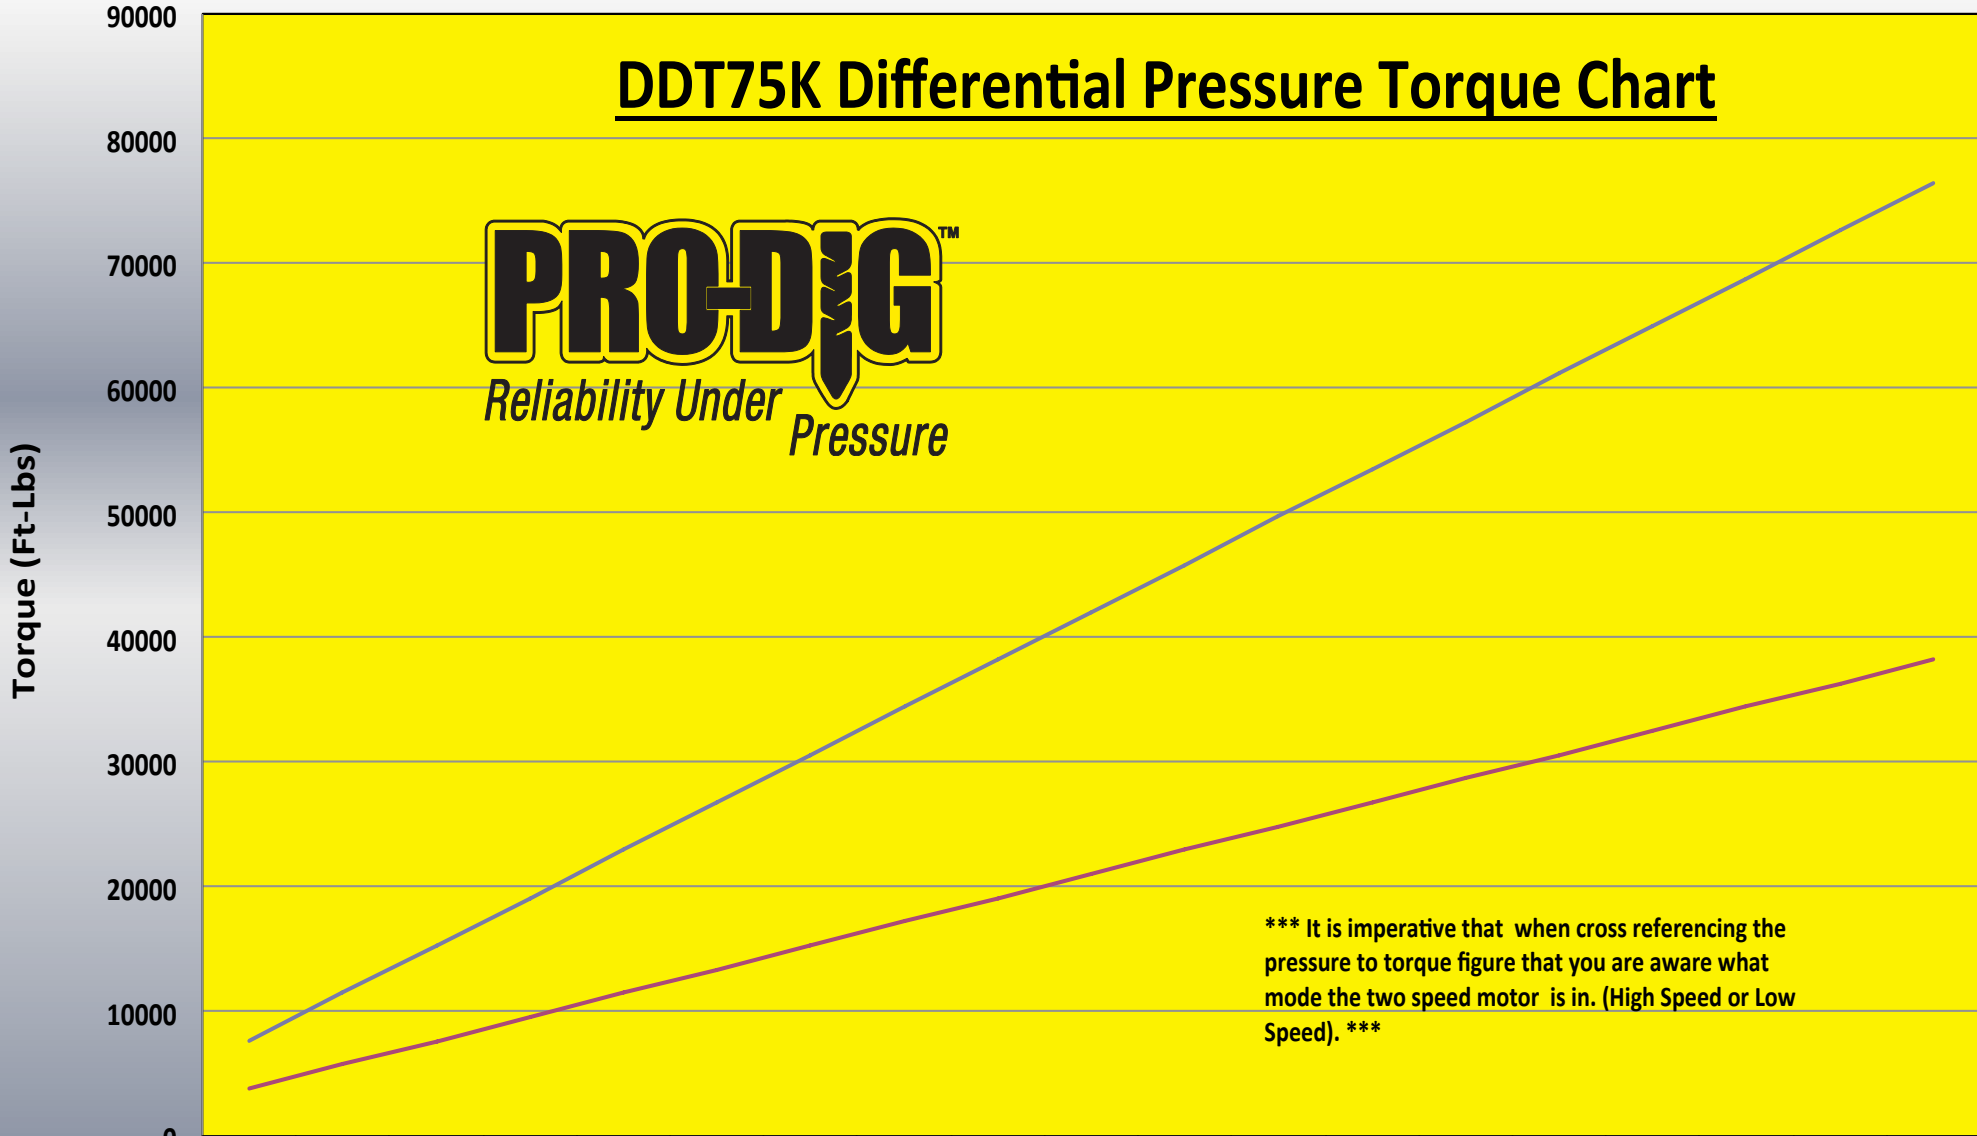 DDT75K Differential Pressure Torque Chart
PRO-DIG™
Reliability Under
Pressure
Torque (Ft-Lbs)
90000
80000
70000
60000
50000
40000
30000
20000
10000
0
*** It is imperative that when cross referencing the
pressure to torque figure that you are aware what
mode the two speed motor is in. (High Speed or Low
Speed). ***